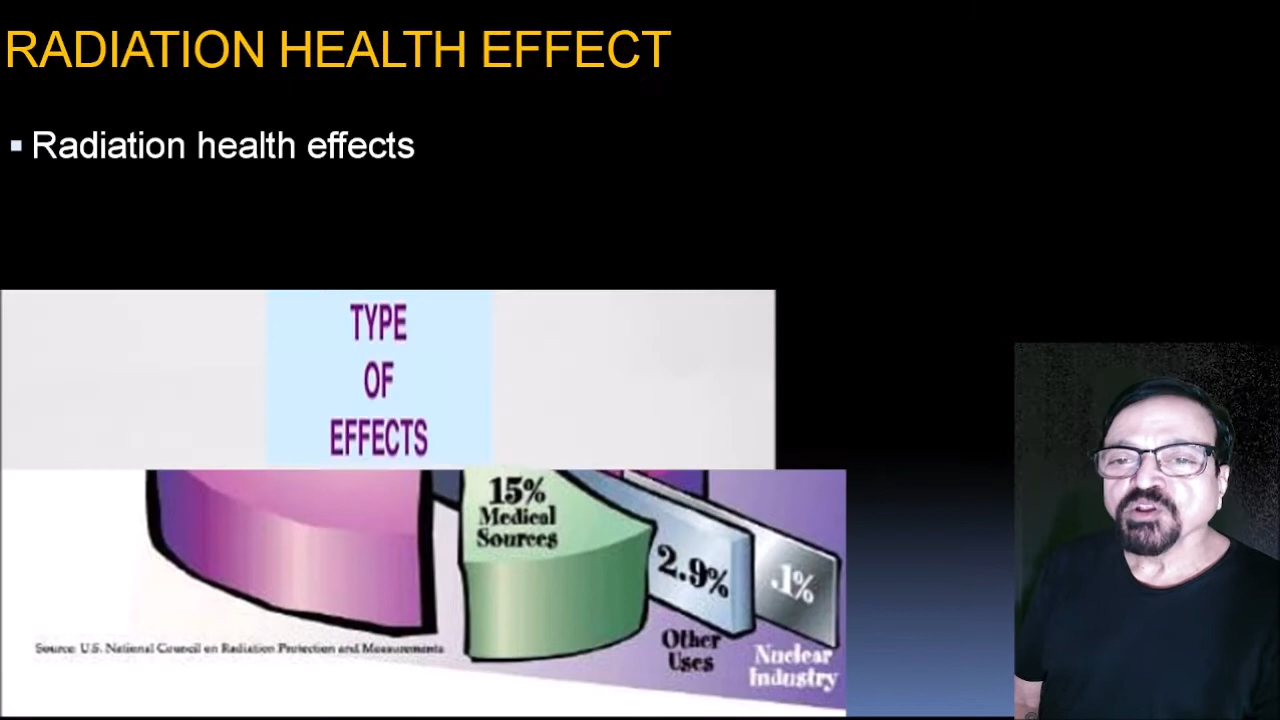 RADIATION HEALTH EFFECT
Radiation health effects
TYPE
OF
EFFECTS
15%
Medical
Sources
2.9%
Other
Uses
.1%
Nuclear
Industry
Source: U.S. National Council on Radiation Protection and Measurements